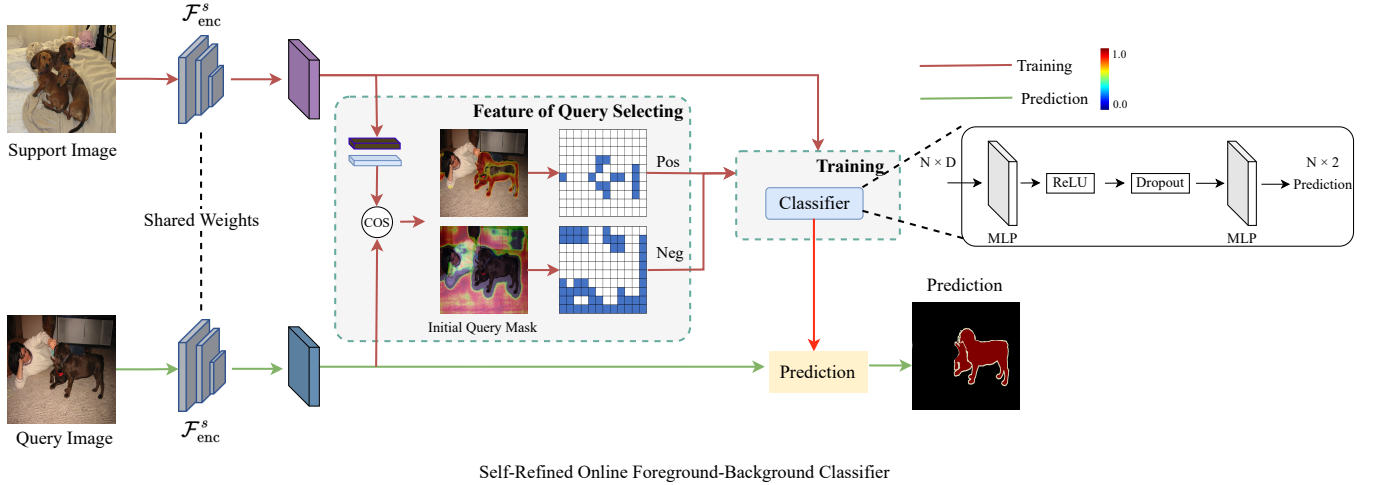 F^s_enc
Support Image
Shared Weights
F^s_enc
Query Image
Feature of Query Selecting
COS
Pos
Neg
Initial Query Mask
Training
Classifier
Prediction
Training
Prediction
1.0
0.0
N × D
MLP
ReLU
Dropout
MLP
N × 2
Prediction
Prediction
Self-Refined Online Foreground-Background Classifier